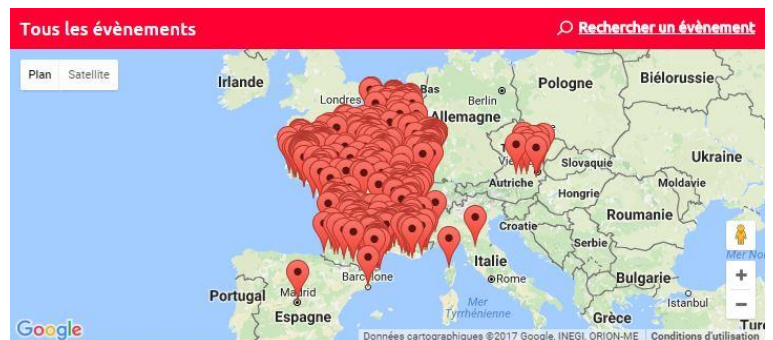 Tous les évènements
Rechercher un évènement
Plan Satellite
Irlande
Londres
Bas
Berlin
Allemagne
Pologne
Biélorussie
Ukraine
Slovaquie
Autriche
Hongrie
Moldavie
Roumanie
Croatie
Serbie
Italie
Rome
Bulgarie
Barcelone
Madrid
Portugal
Espagne
Mer
Tyrrhénienne
Grèce
Istanbul
Mer No
Ture
Google
Données cartographiques ©2017 Google, INEGI, ORION-ME Conditions d'utilisation